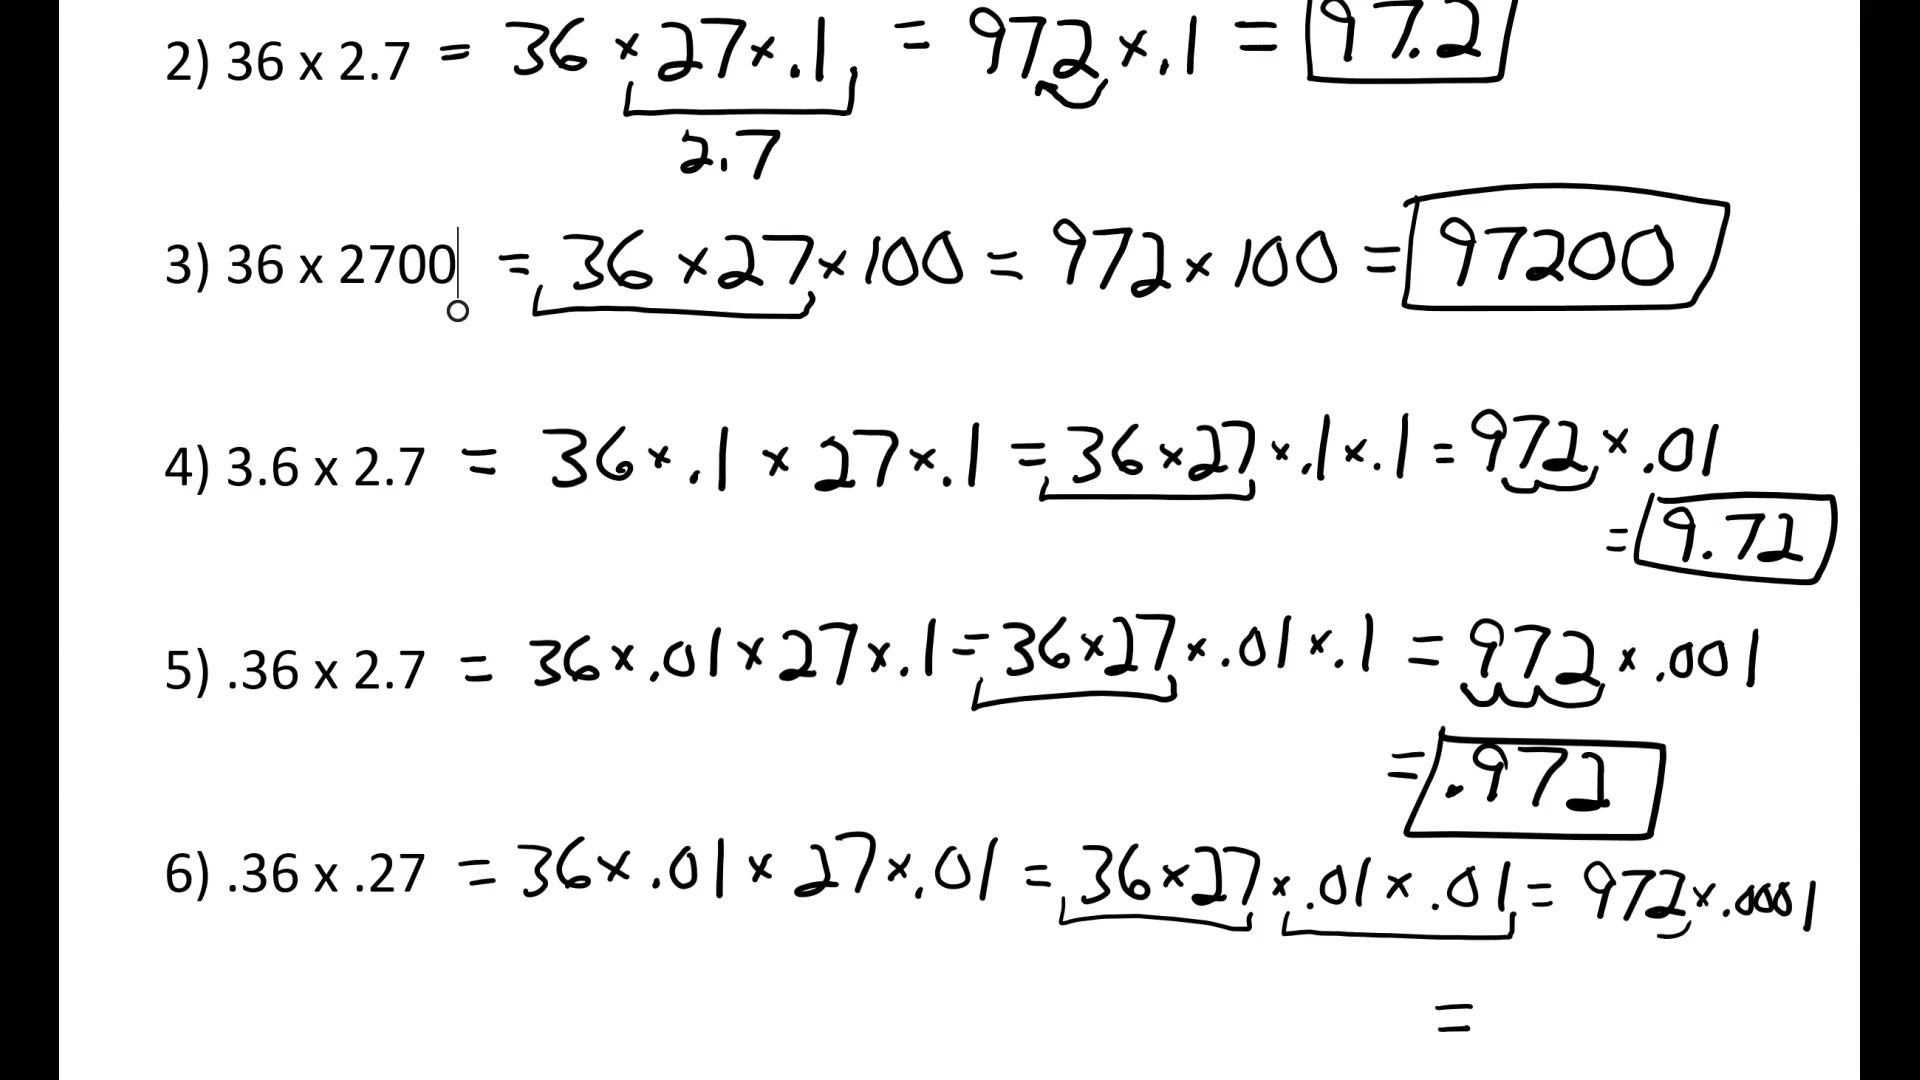 2) 36 x 2.7 = 36 × 27 × .1 = 972 × .1 = 97.2
2.7
3) 36 x 2700 = 36 × 27 × 100 = 972 × 100 = 97200
4) 3.6 x 2.7 = 36 × .1 × 27 × .1 = 36 × 27 × .1 × .1 = 972 × .01
= 9.72
5) .36 x 2.7 = 36 × .01 × 27 × .1 = 36 × 27 × .01 × .1 = 972 × .001
= .972
6) .36 x .27 = 36 × .01 × 27 × .01 = 36 × 27 × .01 × .01 = 972 × .0001
=